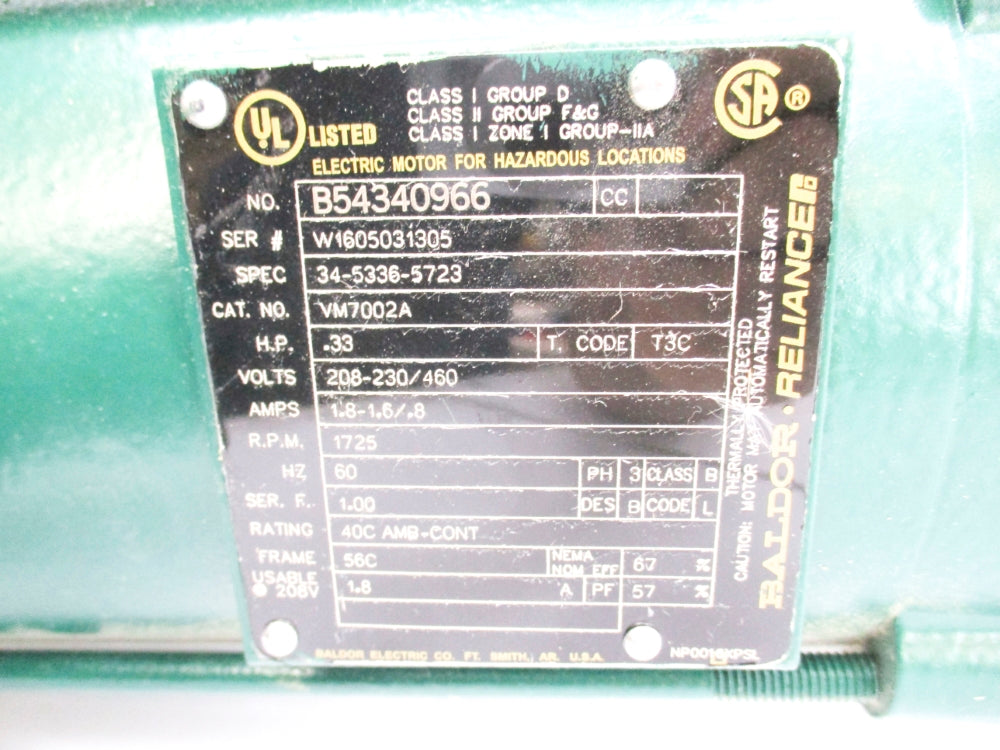 UL LISTED
CLASS I GROUP D
CLASS II GROUP F&G
CLASS I ZONE I GROUP-IIA
SA ®
ELECTRIC MOTOR FOR HAZARDOUS LOCATIONS
NO. B54340966 CC
SER # W1605031305
SPEC 34-5336-5723
CAT. NO. VM7002A
H.P. .33 T. CODE T3C
VOLTS 208-230/460
AMPS 1.8-1.6/.8
R.P.M. 1725
HZ 60 PH 3 CLASS B
SER. F. 1.00 DES B CODE L
RATING 40C AMB-CONT
FRAME 56C NEMA NOM EFF 67 %
USABLE @ 208V 1.8 A PF 57 %
BALDOR ELECTRIC CO. FT. SMITH, AR. U.S.A.
THERMALLY PROTECTED
CAUTION: MOTOR MAY AUTOMATICALLY RESTART
BALDOR · RELIANCE